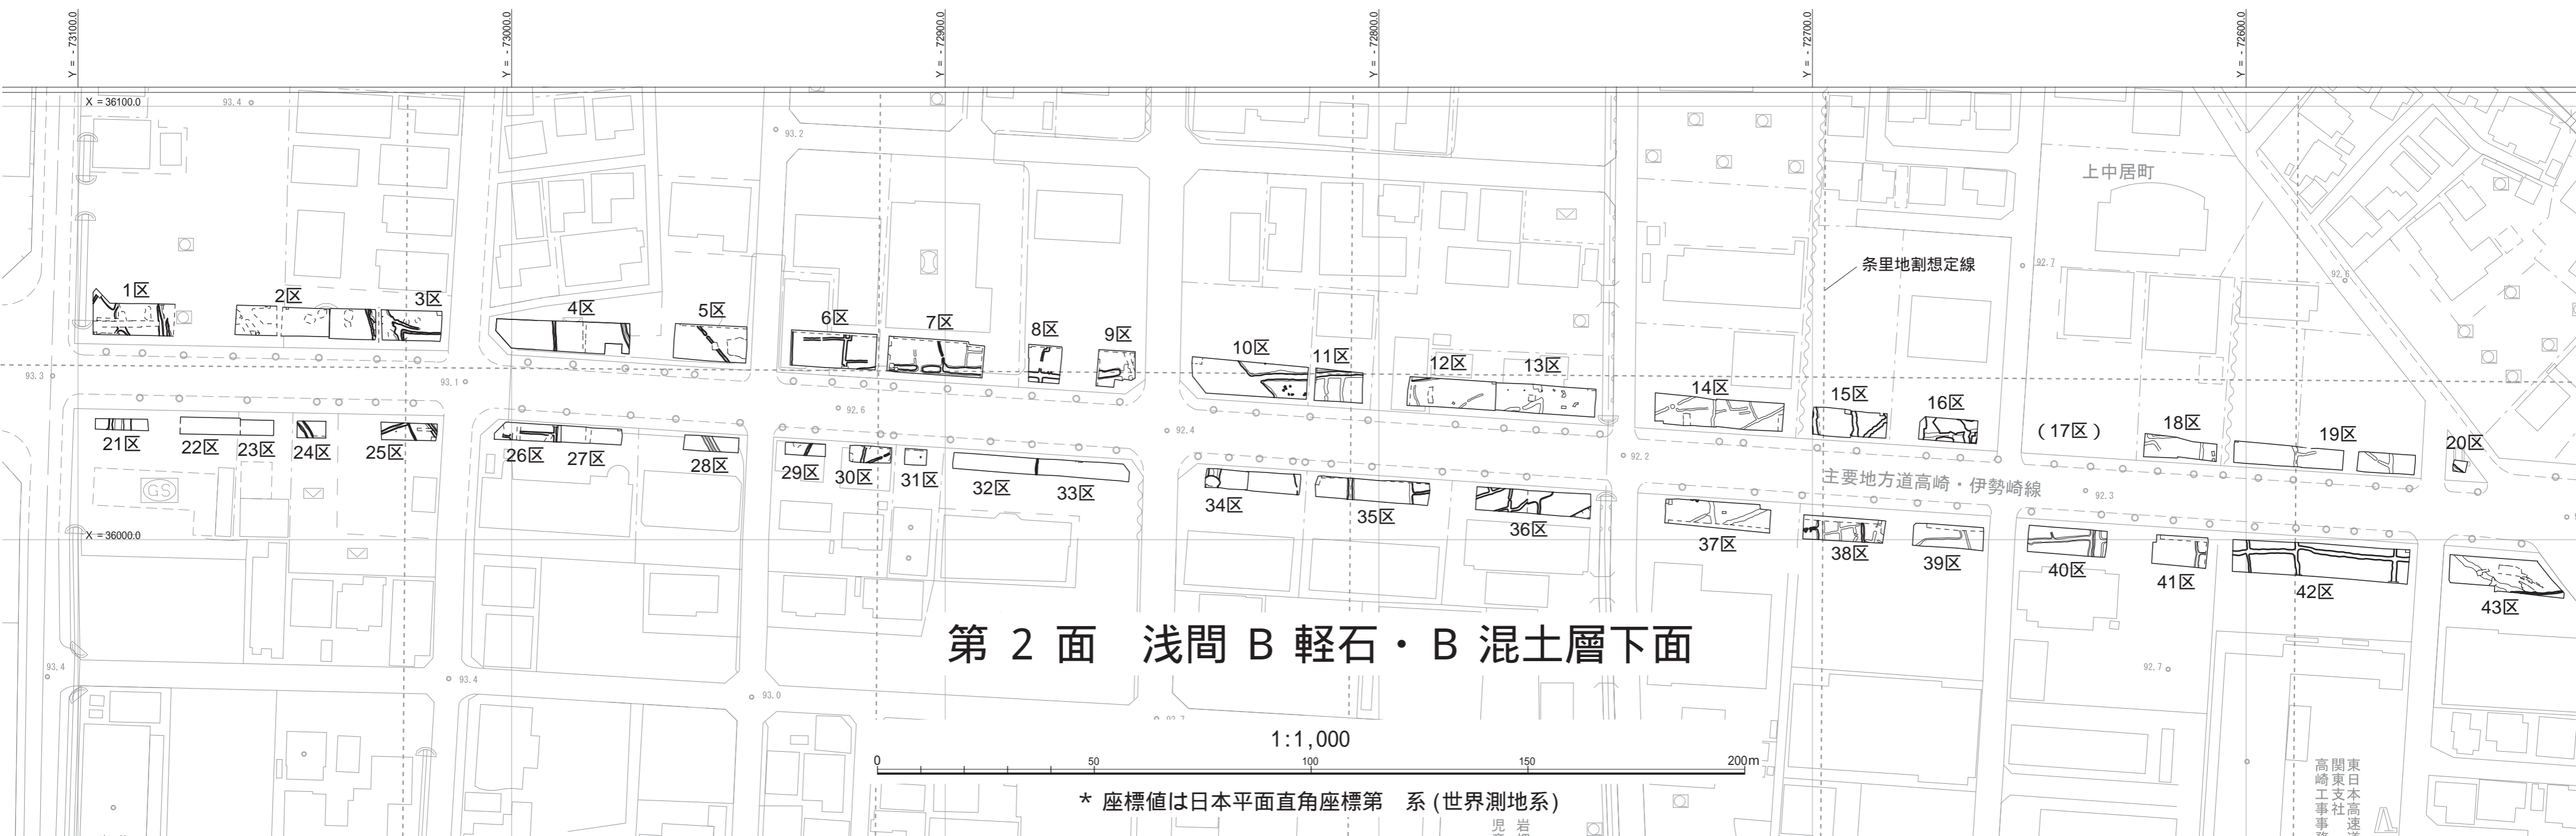 Y = - 73100.0
Y = - 73000.0
Y = - 72900.0
Y = - 72800.0
Y = - 72700.0
Y = - 72600.0
X = 36100.0
93.4
93.2
上中居町
条里地割想定線
92.7
92.6
1区
2区
3区
4区
5区
6区
7区
8区
9区
10区
11区
12区
13区
14区
15区
16区
(17区)
18区
19区
20区
93.3
93.1
92.6
92.4
92.2
主要地方道高崎・伊勢崎線
92.3
21区
22区
23区
24区
25区
26区
27区
28区
29区
30区
31区
32区
33区
34区
35区
36区
37区
38区
39区
40区
41区
42区
43区
GS
X = 36000.0
第 2 面 浅間 B 軽石・B 混土層下面
93.4
93.4
93.0
92.7
1:1,000
0 50 100 150 200m
* 座標値は日本平面直角座標第 系 (世界測地系)
東日本高速道
関東支社
高崎工事事務